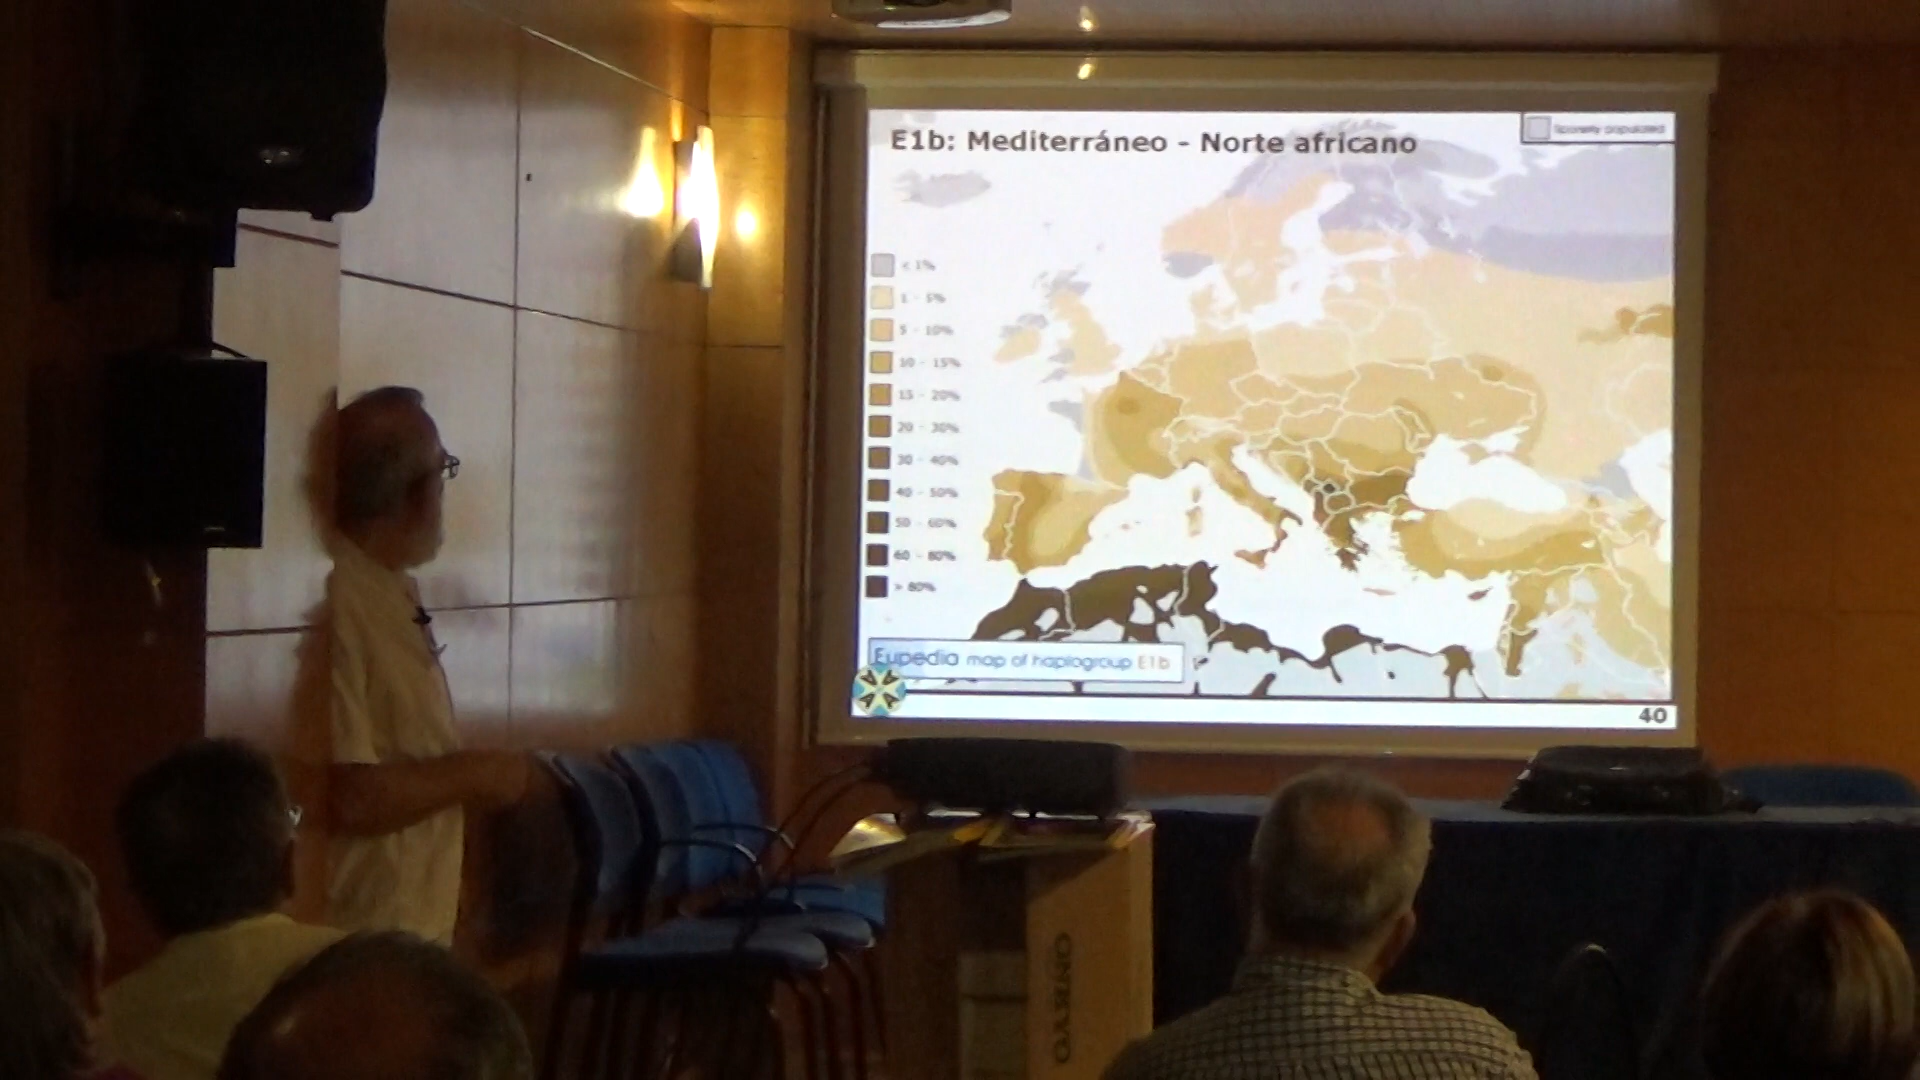 E1b: Mediterráneo - Norte africano
Sparsely populated
< 1%
1 - 5%
5 - 10%
10 - 15%
15 - 20%
20 - 30%
30 - 40%
40 - 50%
50 - 60%
60 - 80%
> 80%
Eupedia map of haplogroup E1b
40